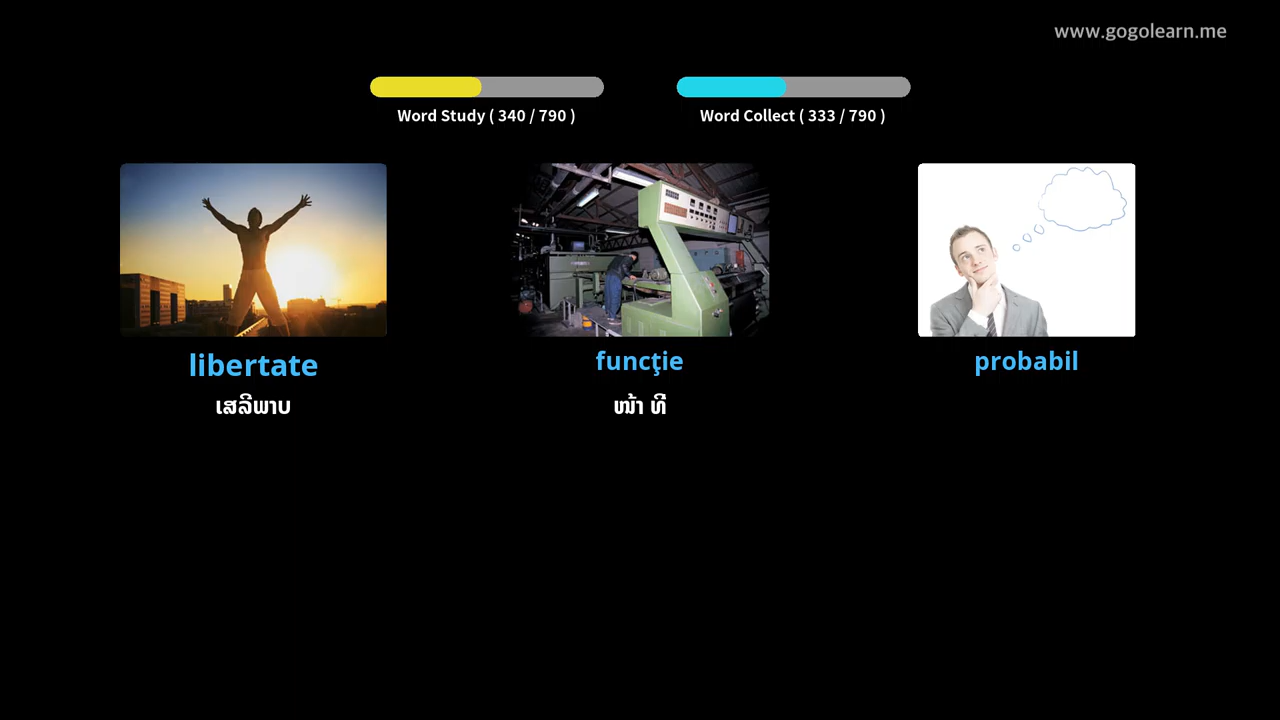 www.gogolearn.me
Word Study ( 340 / 790 )
Word Collect ( 333 / 790 )
libertate
funcţie
probabil
ເສລີພາບ
ໜ້າ ທີ່